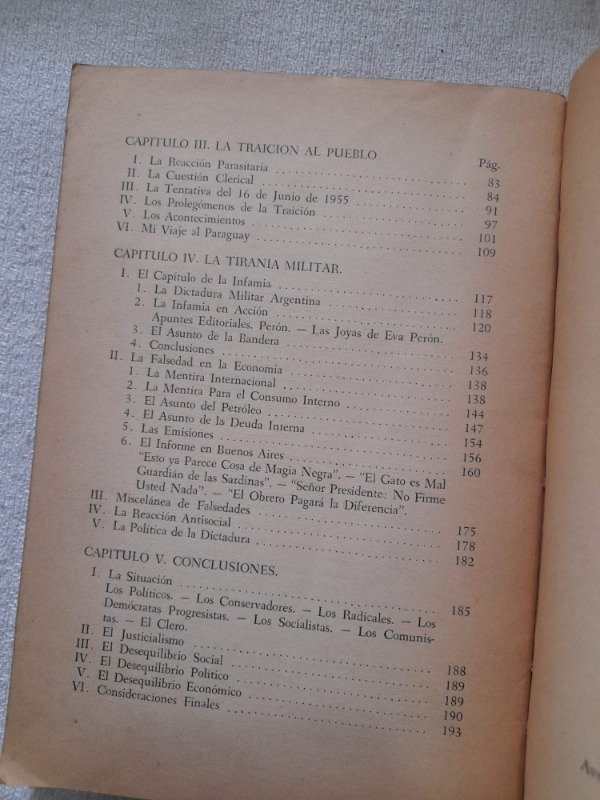 CAPITULO III. LA TRAICION AL PUEBLO
Pág.
I. La Reacción Parasitaria 83
II. La Cuestión Clerical 84
III. La Tentativa del 16 de Junio de 1955 91
IV. Los Prolegómenos de la Traición 97
V. Los Acontecimientos 101
VI. Mi Viaje al Paraguay 109
CAPITULO IV. LA TIRANIA MILITAR.
I. El Capítulo de la Infamia 117
1. La Dictadura Militar Argentina 118
2. La Infamia en Acción 120
Apuntes Editoriales. Perón. — Las Joyas de Eva Perón.
3. El Asunto de la Bandera 134
4. Conclusiones 136
II. La Falsedad en la Economía 138
1. La Mentira Internacional 138
2. La Mentira Para el Consumo Interno 144
3. El Asunto del Petróleo 147
4. El Asunto de la Deuda Interna 154
5. Las Emisiones 156
6. El Informe en Buenos Aires 160
“Esto ya Parece Cosa de Magia Negra”. — “El Gato es Mal
Guardián de las Sardinas”. — “Señor Presidente: No Firme
Usted Nada”. — “El Obrero Pagará la Diferencia”.
III. Miscelánea de Falsedades 175
IV. La Reacción Antisocial 178
V. La Política de la Dictadura 182
CAPITULO V. CONCLUSIONES.
I. La Situación 185
Los Políticos. — Los Conservadores. — Los Radicales. — Los
Demócratas Progresistas. — Los Socialistas. — Los Comunis-
tas. — El Clero.
II. El Justicialismo 188
III. El Desequilibrio Social 189
IV. El Desequilibrio Político 189
V. El Desequilibrio Económico 190
VI. Consideraciones Finales 193